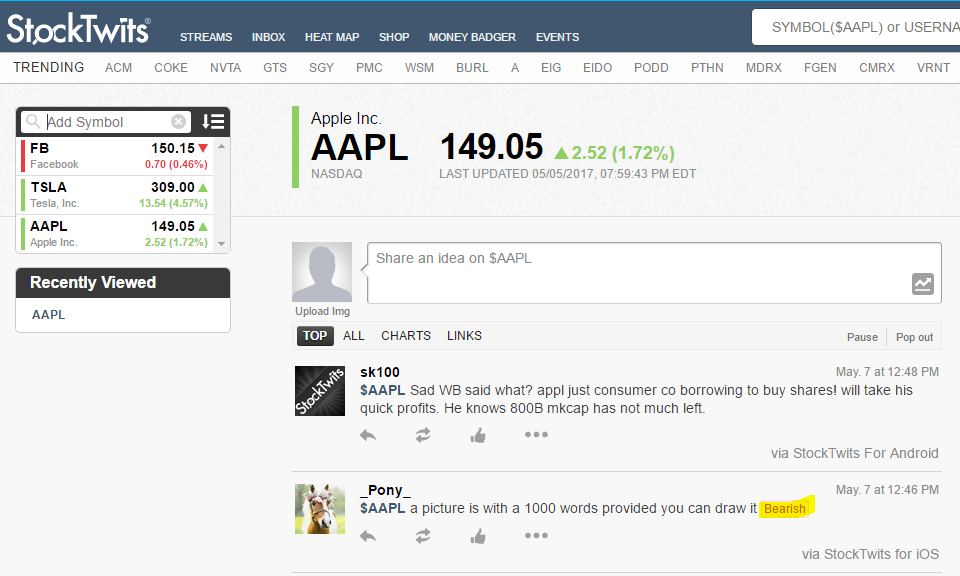 StockTwits®
STREAMS INBOX HEAT MAP SHOP MONEY BADGER EVENTS
SYMBOL($AAPL) or USERNA
TRENDING ACM COKE NVTA GTS SGY PMC WSM BURL A EIG EIDO PODD PTHN MDRX FGEN CMRX VRNT
Add Symbol
FB 150.15
Facebook 0.70 (0.46%)
TSLA 309.00
Tesla, Inc. 13.54 (4.57%)
AAPL 149.05
Apple Inc. 2.52 (1.72%)
Recently Viewed
AAPL
Apple Inc.
AAPL 149.05 2.52 (1.72%)
NASDAQ LAST UPDATED 05/05/2017, 07:59:43 PM EDT
Share an idea on $AAPL
Upload Img
TOP ALL CHARTS LINKS Pause Pop out
StockTwits
sk100 May. 7 at 12:48 PM
$AAPL Sad WB said what? appl just consumer co borrowing to buy shares! will take his
quick profits. He knows 800B mkcap has not much left.
via StockTwits For Android
_Pony_ May. 7 at 12:46 PM
$AAPL a picture is with a 1000 words provided you can draw it Bearish
via StockTwits for iOS